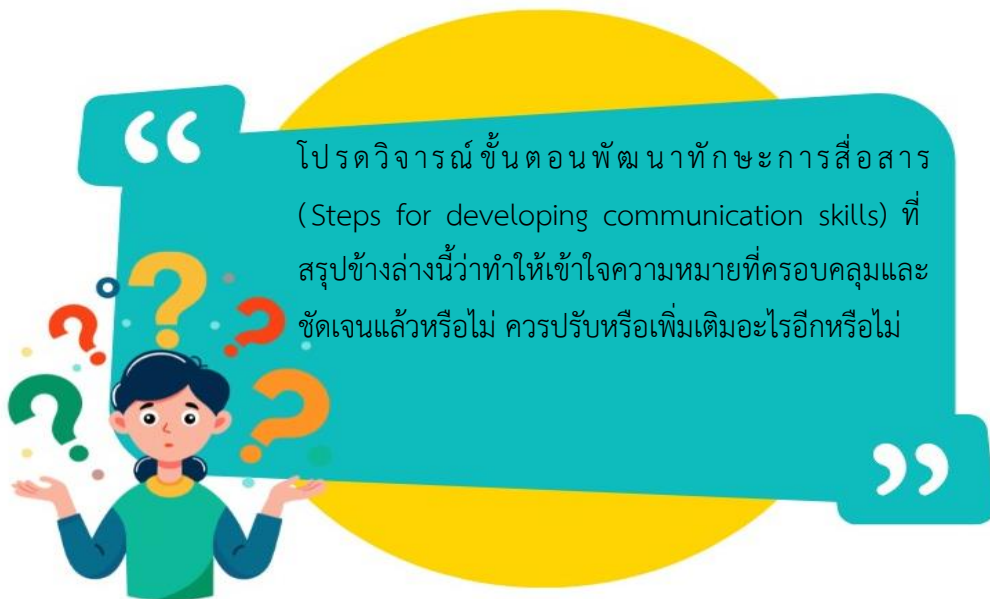 โปรดวิจารณ์ขั้นตอนพัฒนาทักษะการสื่อสาร
(Steps for developing communication skills) ที่
สรุปข้างล่างนี้ว่าทำให้เข้าใจความหมายที่ครอบคลุมและ
ชัดเจนแล้วหรือไม่ ควรปรับหรือเพิ่มเติมอะไรอีกหรือไม่